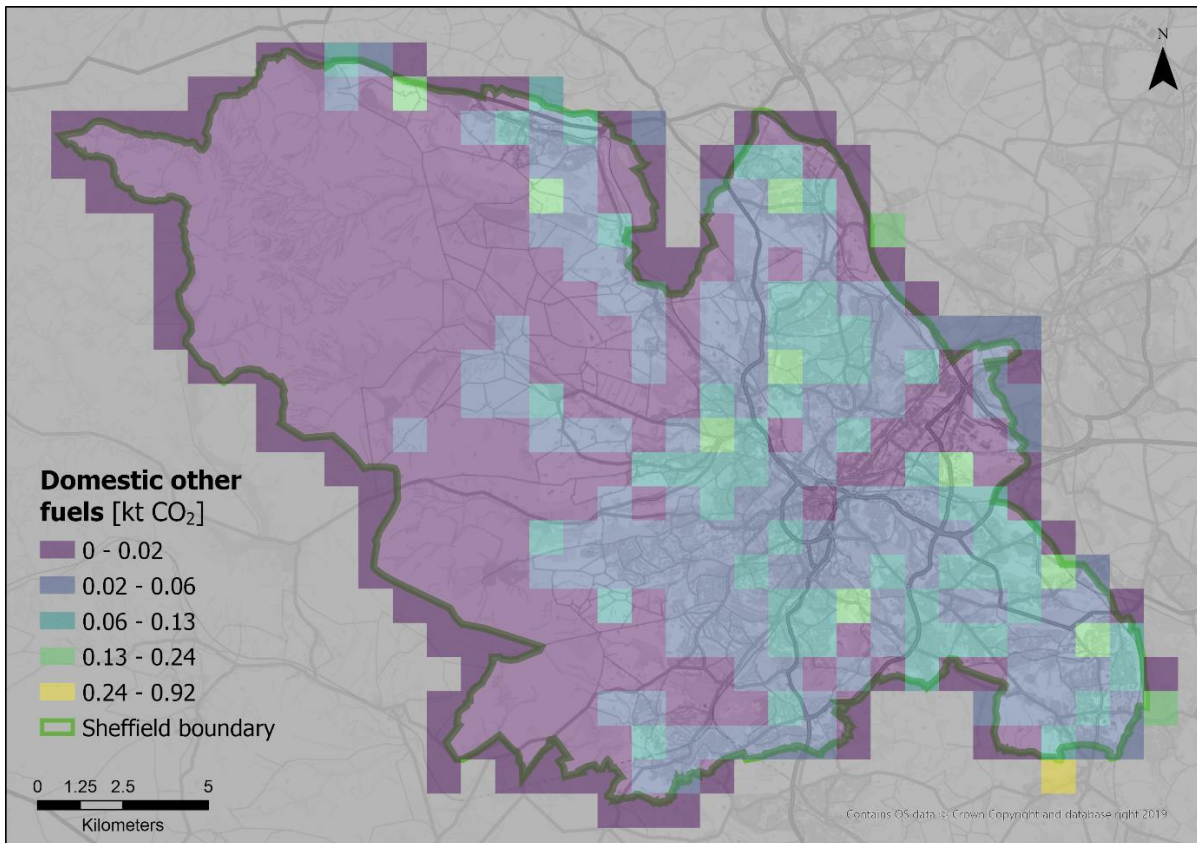 N
Domestic other
fuels [kt CO₂]
0 - 0.02
0.02 - 0.06
0.06 - 0.13
0.13 - 0.24
0.24 - 0.92
Sheffield boundary
0 1.25 2.5 5
Kilometers
Contains OS data © Crown Copyright and database right 2019